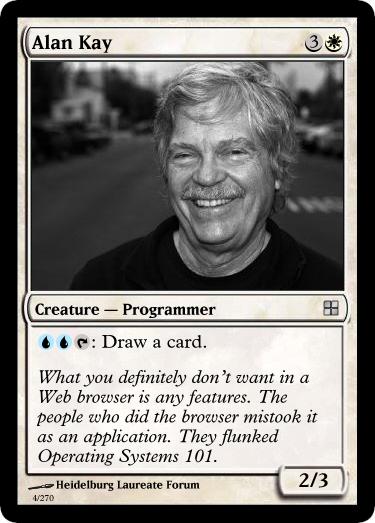 Alan Kay 3
Creature — Programmer
: Draw a card.
What you definitely don't want in a
Web browser is any features. The
people who did the browser mistook it
as an application. They flunked
Operating Systems 101.
Heidelburg Laureate Forum
2/3
4/270